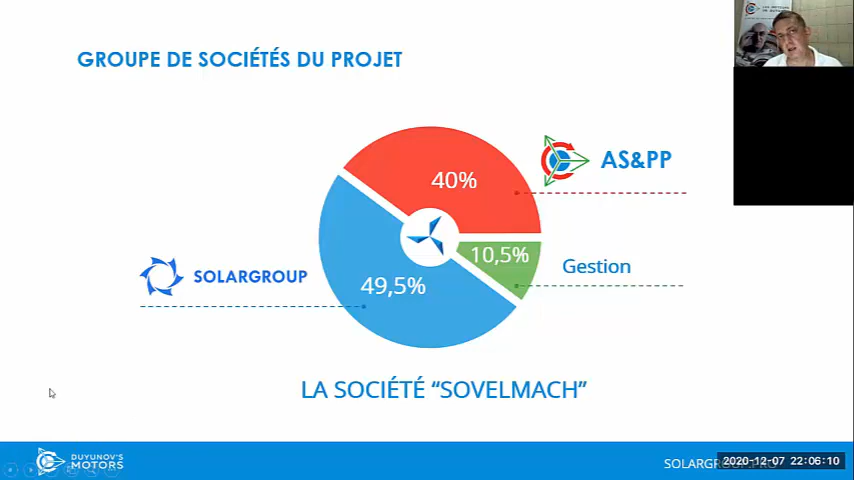 GROUPE DE SOCIÉTÉS DU PROJET
40%
AS&PP
10,5%
Gestion
SOLARGROUP
49,5%
LA SOCIÉTÉ “SOVELMACH”
DUYUNOV'S
MOTORS
2020-12-07 22:06:10